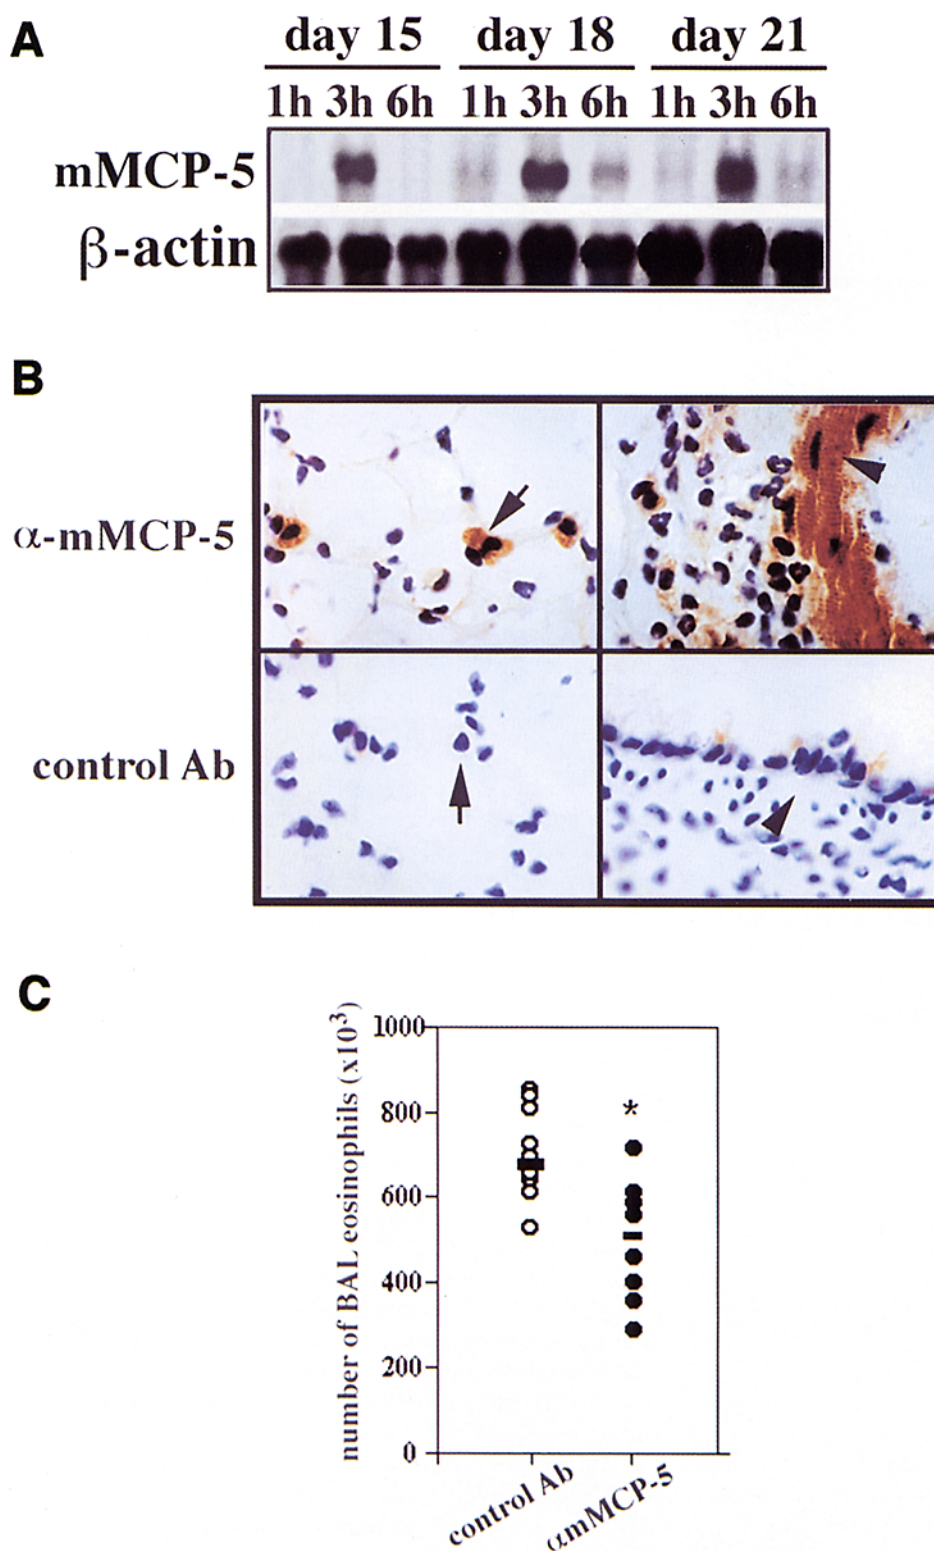 A
day 15 day 18 day 21
1h 3h 6h 1h 3h 6h 1h 3h 6h
mMCP-5
β-actin
B
α-mMCP-5
control Ab
C
number of BAL eosinophils (x10³)
1000
800
600
400
200
0
*
control Ab
αmMCP-5